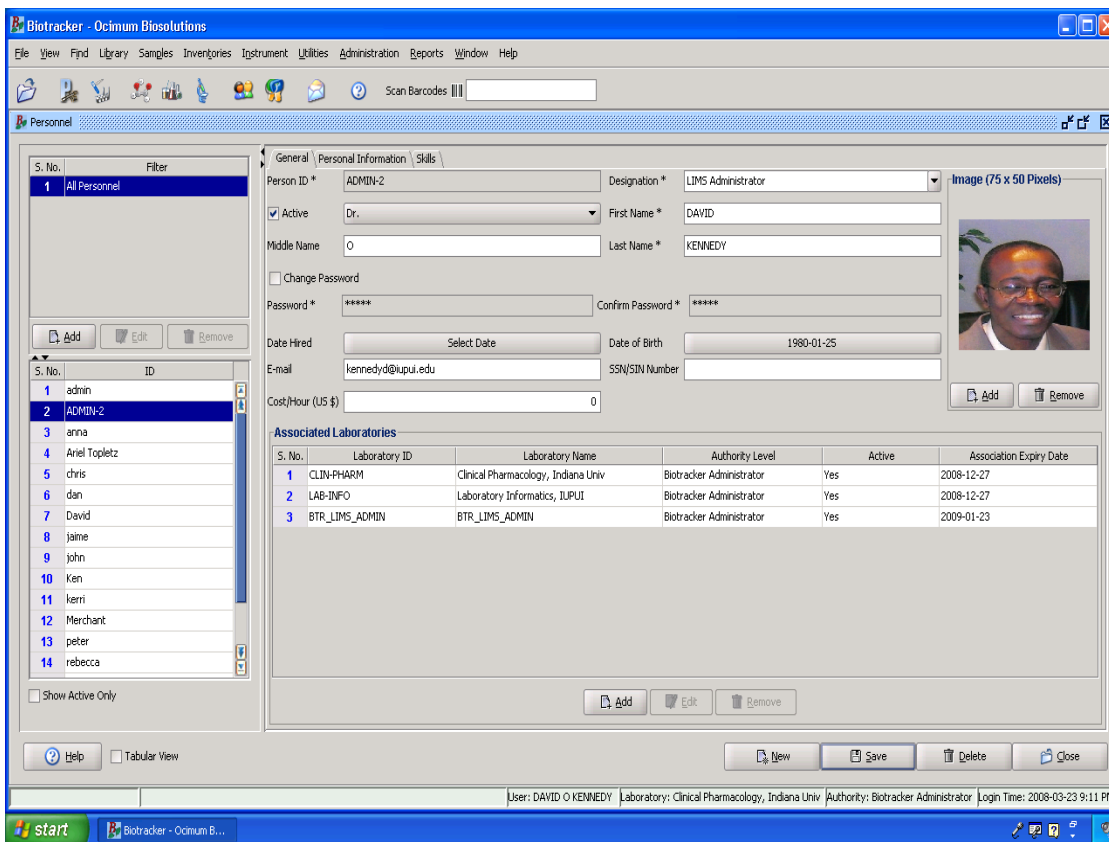 Biotracker - Ocimum Biosolutions
File View Find Library Samples Inventories Instrument Utilities Administration Reports Window Help
Scan Barcodes
Personnel
S. No. Filter
1 All Personnel
Add Edit Remove
S. No. ID
1 admin
2 ADMIN-2
3 anna
4 Ariel Topletz
5 chris
6 dan
7 David
8 jaime
9 john
10 Ken
11 kerri
12 Merchant
13 peter
14 rebecca
Show Active Only
General Personal Information Skills
Person ID * ADMIN-2 Designation * LIMS Administrator
Active Dr. First Name * DAVID
Middle Name O Last Name * KENNEDY
Change Password
Password * ***** Confirm Password * *****
Date Hired Select Date Date of Birth 1980-01-25
E-mail kennedyd@iupui.edu SSN/SIN Number
Cost/Hour (US $) 0
Image (75 x 50 Pixels)
Add Remove
Associated Laboratories
S. No. Laboratory ID Laboratory Name Authority Level Active Association Expiry Date
1 CLIN-PHARM Clinical Pharmacology, Indiana Univ Biotracker Administrator Yes 2008-12-27
2 LAB-INFO Laboratory Informatics, IUPUI Biotracker Administrator Yes 2008-12-27
3 BTR_LIMS_ADMIN BTR_LIMS_ADMIN Biotracker Administrator Yes 2009-01-23
Add Edit Remove
Help Tabular View New Save Delete Close
User: DAVID O KENNEDY Laboratory: Clinical Pharmacology, Indiana Univ Authority: Biotracker Administrator Login Time: 2008-03-23 9:11 PM
start Biotracker - Ocimum B...